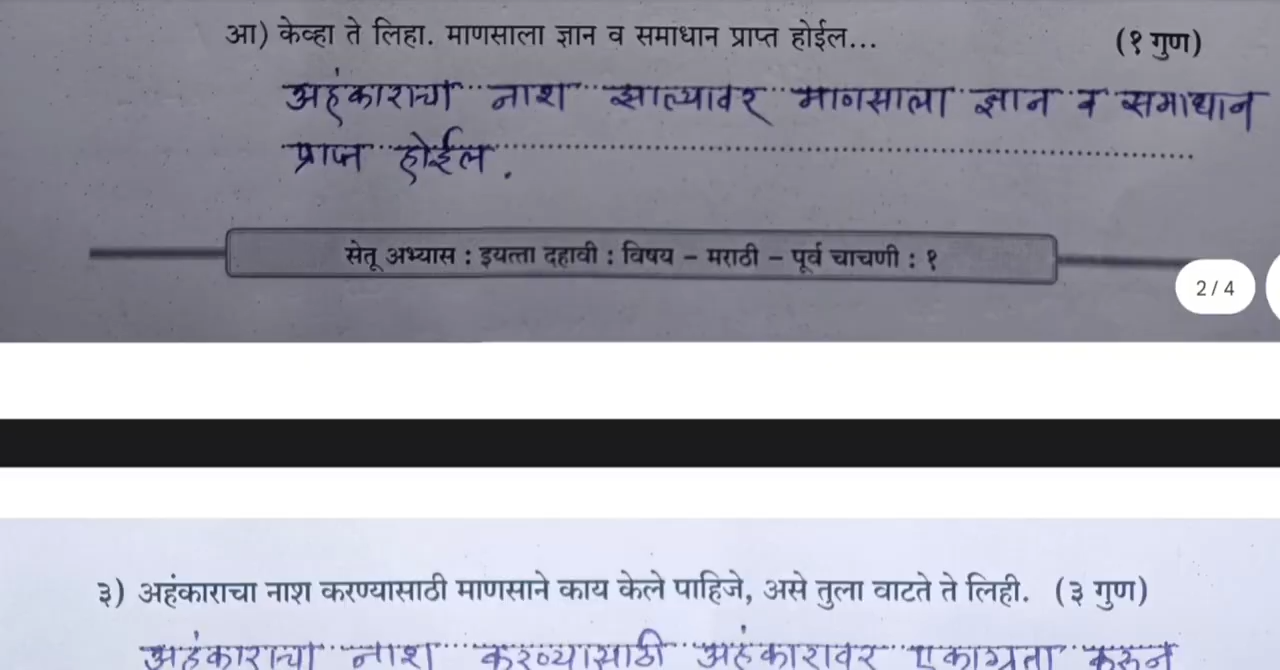 आ) केव्हा ते लिहा. माणसाला ज्ञान व समाधान प्राप्त होईल... (१ गुण)
अहंकाराचा नाश झाल्यावर माणसाला ज्ञान व समाधान
प्राप्त होईल.
सेतू अभ्यास : इयत्ता दहावी : विषय – मराठी – पूर्व चाचणी : १
2 / 4
३) अहंकाराचा नाश करण्यासाठी माणसाने काय केले पाहिजे, असे तुला वाटते ते लिही. (३ गुण)
अहंकाराचा नाश करण्यासाठी अहंकारावर एकाग्रता करुन